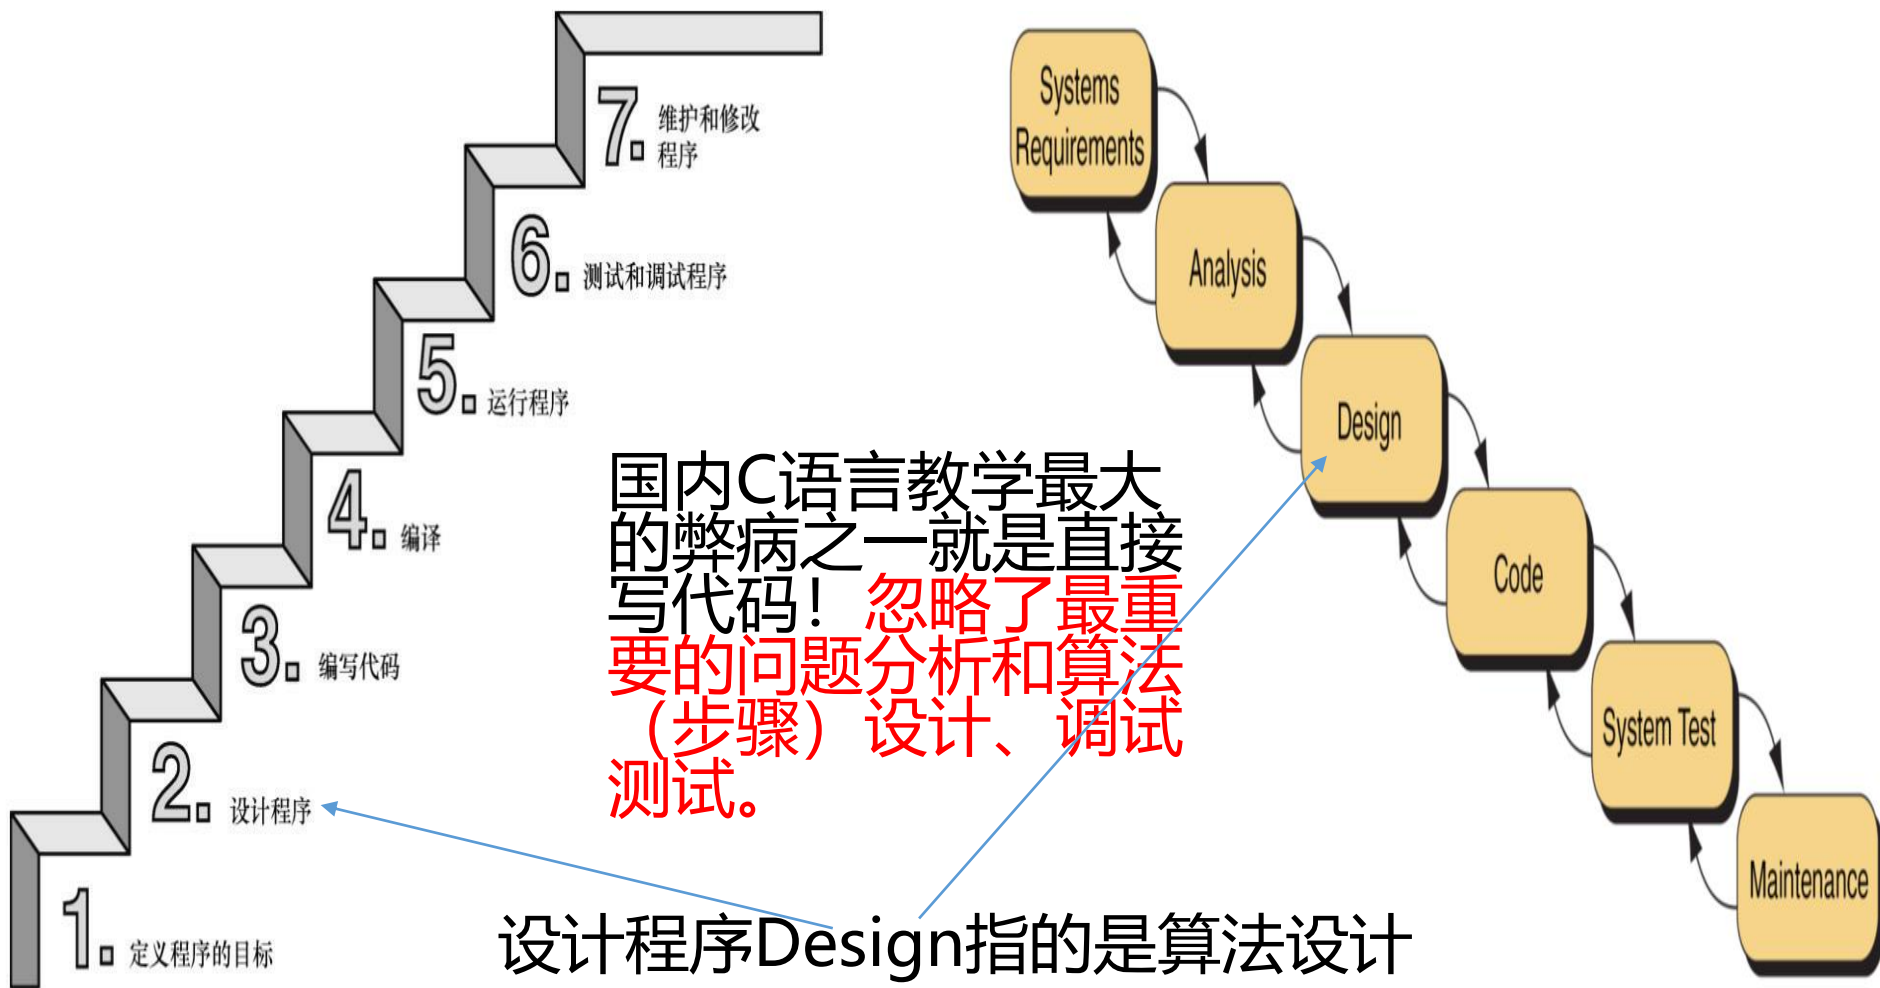 7. 维护和修改
程序
6. 测试和调试程序
5. 运行程序
4. 编译
3. 编写代码
2. 设计程序
1. 定义程序的目标
国内C语言教学最大
的弊病之一就是直接
写代码！忽略了最重
要的问题分析和算法
（步骤）设计、调试
测试。
设计程序Design指的是算法设计
Systems
Requirements
Analysis
Design
Code
System Test
Maintenance